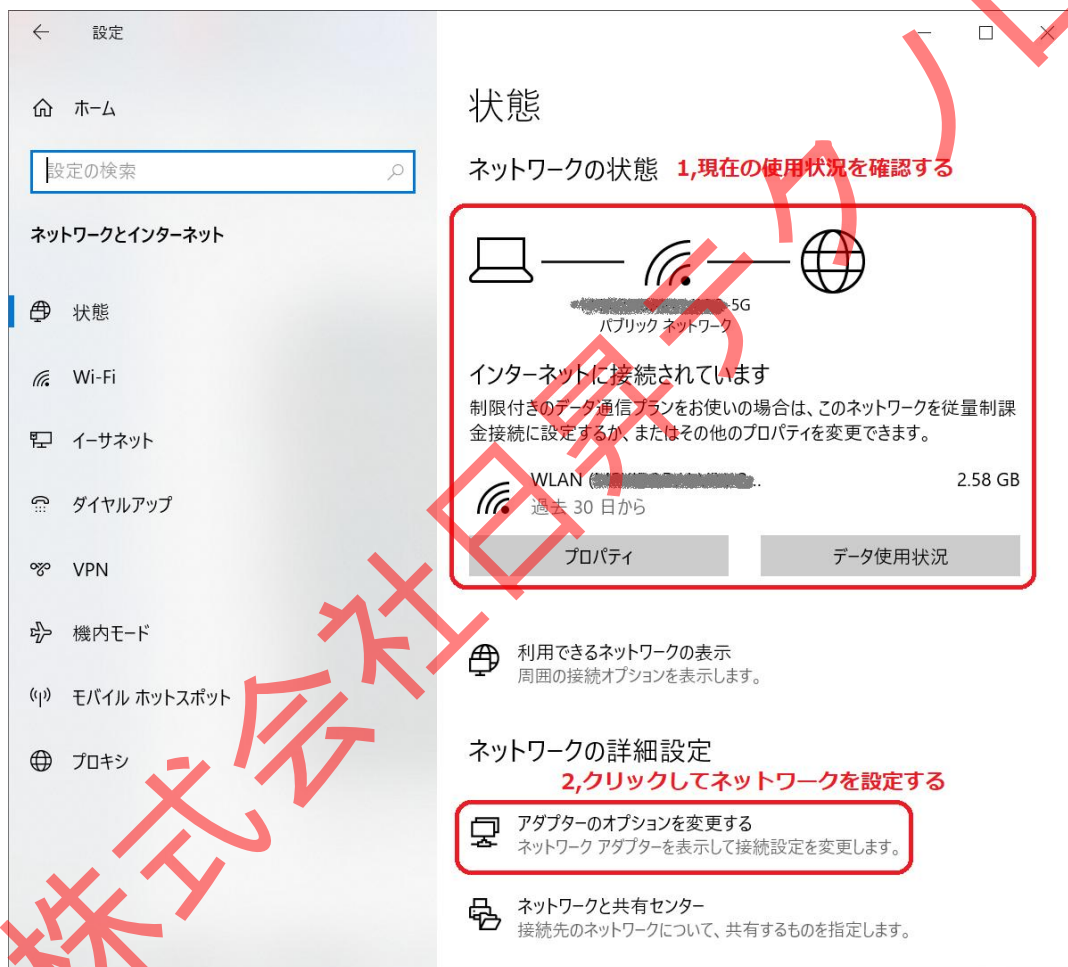 設定
ホーム
設定の検索
ネットワークとインターネット
状態
Wi-Fi
イーサネット
ダイヤルアップ
VPN
機内モード
モバイル ホットスポット
プロキシ
状態
ネットワークの状態 1,現在の使用状況を確認する
-5G
パブリック ネットワーク
インターネットに接続されています
制限付きのデータ通信プランをお使いの場合は、このネットワークを従量制課
金接続に設定するか、またはその他のプロパティを変更できます。
WLAN ( .. 2.58 GB
過去 30 日から
プロパティ データ使用状況
利用できるネットワークの表示
周囲の接続オプションを表示します。
ネットワークの詳細設定
2,クリックしてネットワークを設定する
アダプターのオプションを変更する
ネットワーク アダプターを表示して接続設定を変更します。
ネットワークと共有センター
接続先のネットワークについて、共有するものを指定します。
株式会社日昇テクノロ